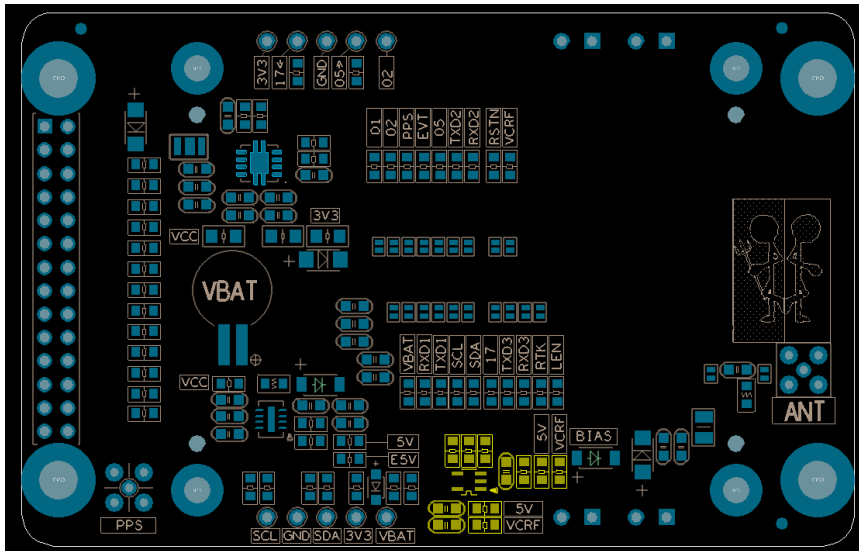 3V3
17
GND
05
02
01
02
PPS
EVT
05
TXD2
RXD2
RSTN
VCRF
3V3
VCC
VBAT
VBAT
RXD1
TXD1
SCL
SDA
17
TXD3
RXD3
RTK
LEN
VCC
ANT
5V
VCRF
BIAS
5V
E5V
5V
VCRF
PPS
SCL
GND
SDA
3V3
VBAT